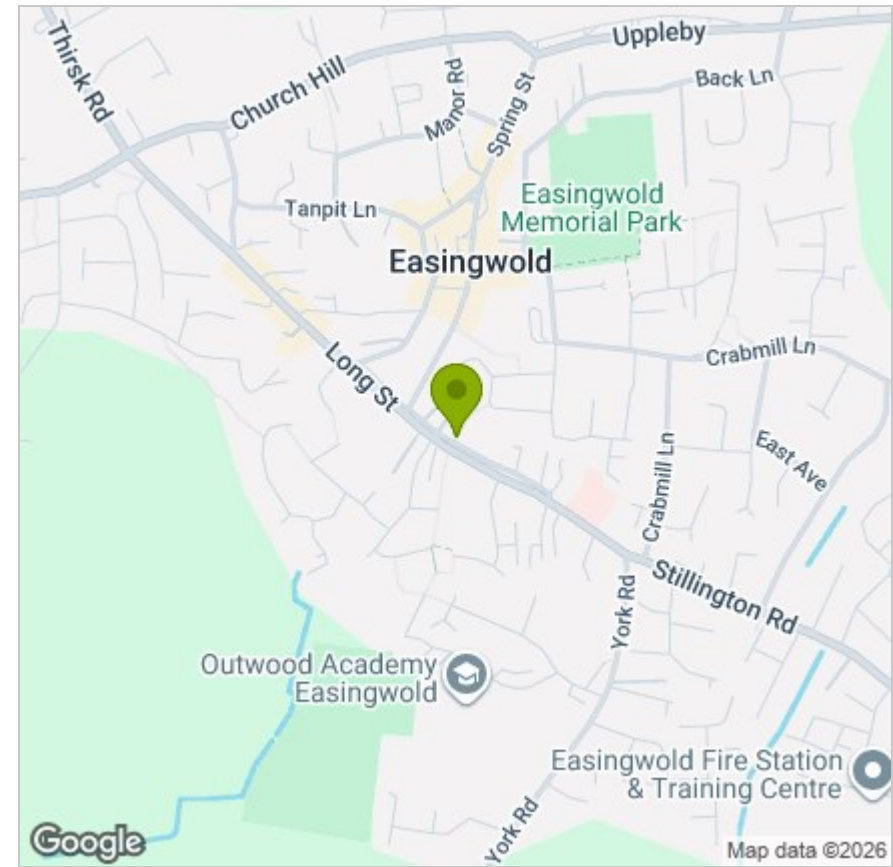 Thirsk Rd
Church Hill
Manor Rd
Spring St
Uppleby
Back Ln
Tanpit Ln
Easingwold
Memorial Park
Easingwold
Long St
Crabmill Ln
East Ave
Crabmill Ln
Stillington Rd
York Rd
Outwood Academy
Easingwold
Easingwold Fire Station
& Training Centre
York Rd
Google
Map data ©2026